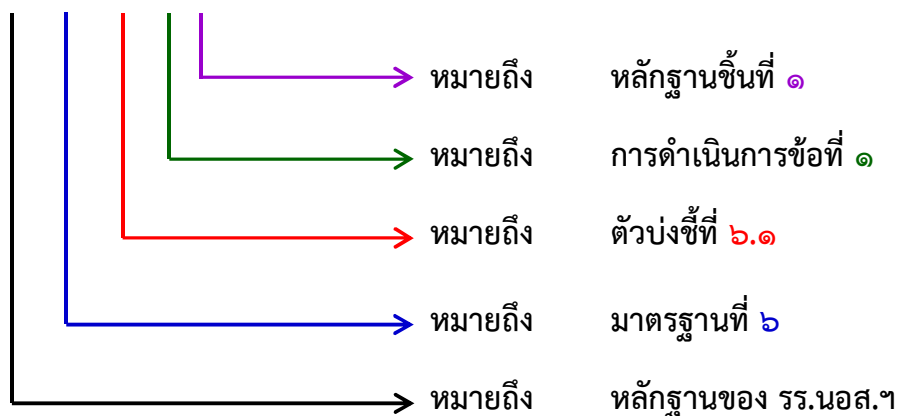 หมายถึง หลักฐานชิ้นที่ ๑
หมายถึง การดำเนินการข้อที่ ๑
หมายถึง ตัวบ่งชี้ที่ ๖.๑
หมายถึง มาตรฐานที่ ๖
หมายถึง หลักฐานของ รร.นอส.ฯ